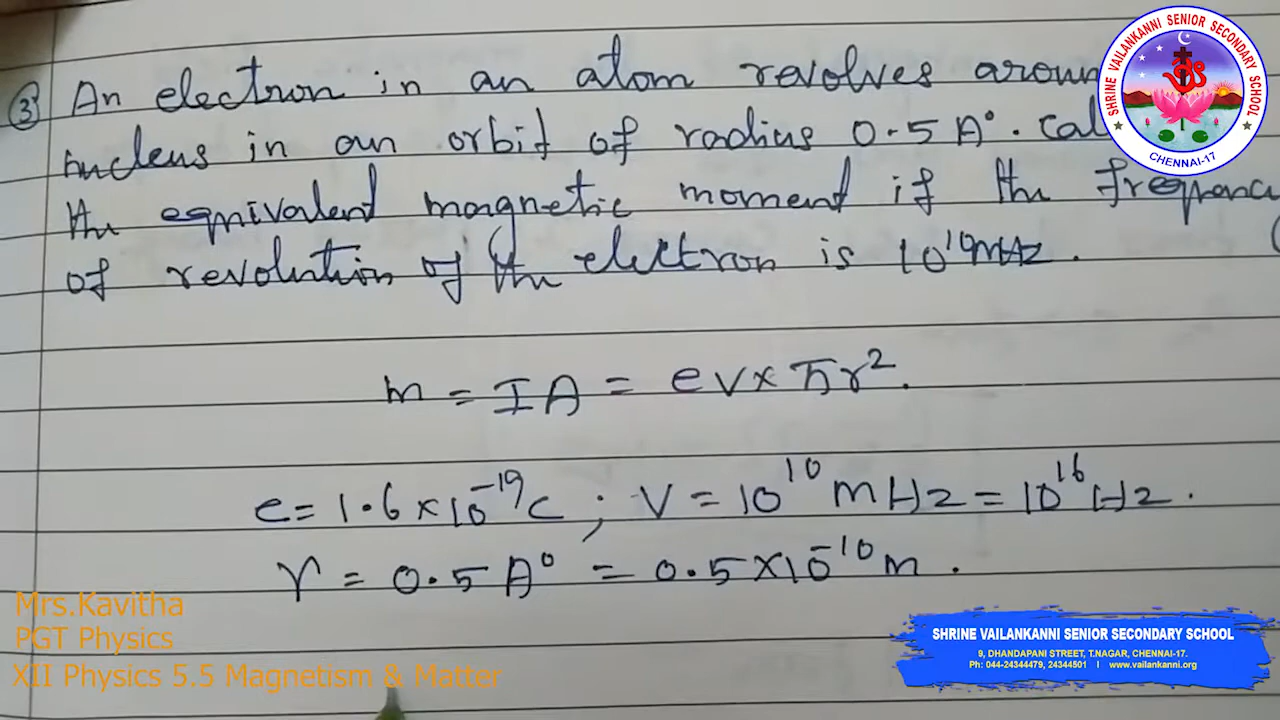 ③ An electron in an atom revolves aroun
nucleus in an orbit of radius 0.5 A°. Cal
the equivalent magnetic moment if the frequenc
of revolution of the electron is 10¹⁰ MHz.
m = IA = eν × πr².
e = 1.6 × 10⁻¹⁹ C ; ν = 10¹⁰ MHz = 10¹⁶ Hz.
r = 0.5 A° = 0.5 × 10⁻¹⁰ m.
Mrs.Kavitha
PGT Physics
XII Physics 5.5 Magnetism & Matter
SHRINE VAILANKANNI SENIOR SECONDARY SCHOOL
CHENNAI-17
SHRINE VAILANKANNI SENIOR SECONDARY SCHOOL
9, DHANDAPANI STREET, T.NAGAR, CHENNAI-17.
Ph: 044-24344479, 24344501 | www.vailankanni.org